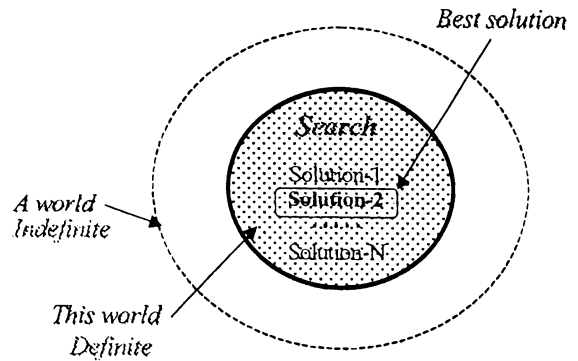 Best solution
Search
Solution-1
Solution-2
.....
Solution-N
A world
Indefinite
This world
Definite